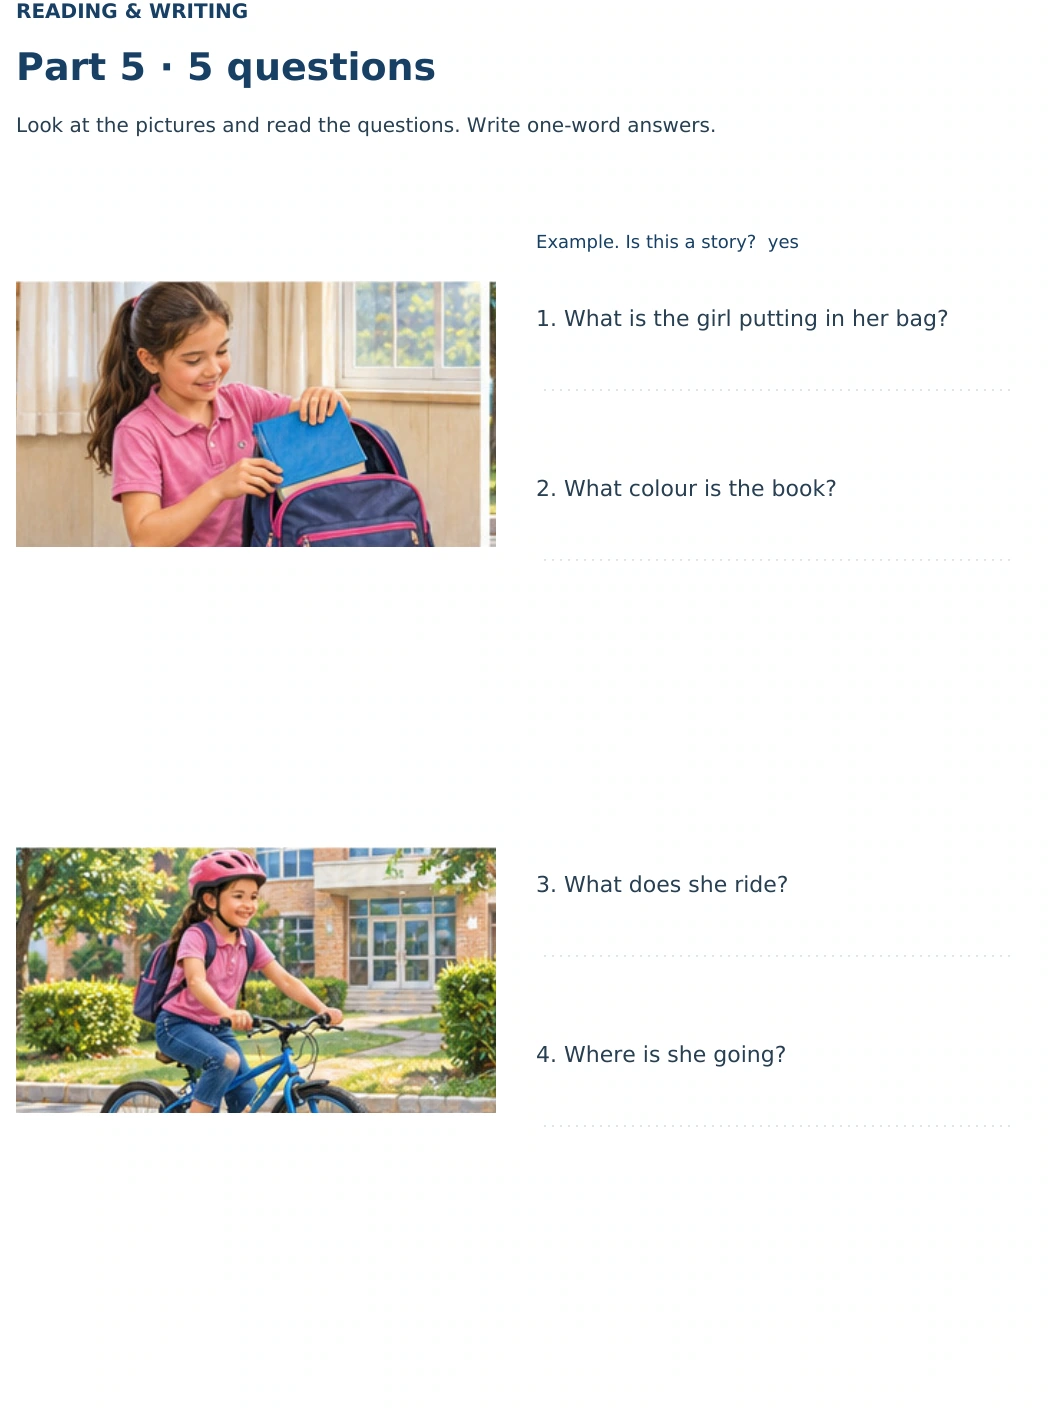 READING & WRITING
Part 5 · 5 questions
Look at the pictures and read the questions. Write one-word answers.
Example. Is this a story?  yes
1. What is the girl putting in her bag?
2. What colour is the book?
3. What does she ride?
4. Where is she going?